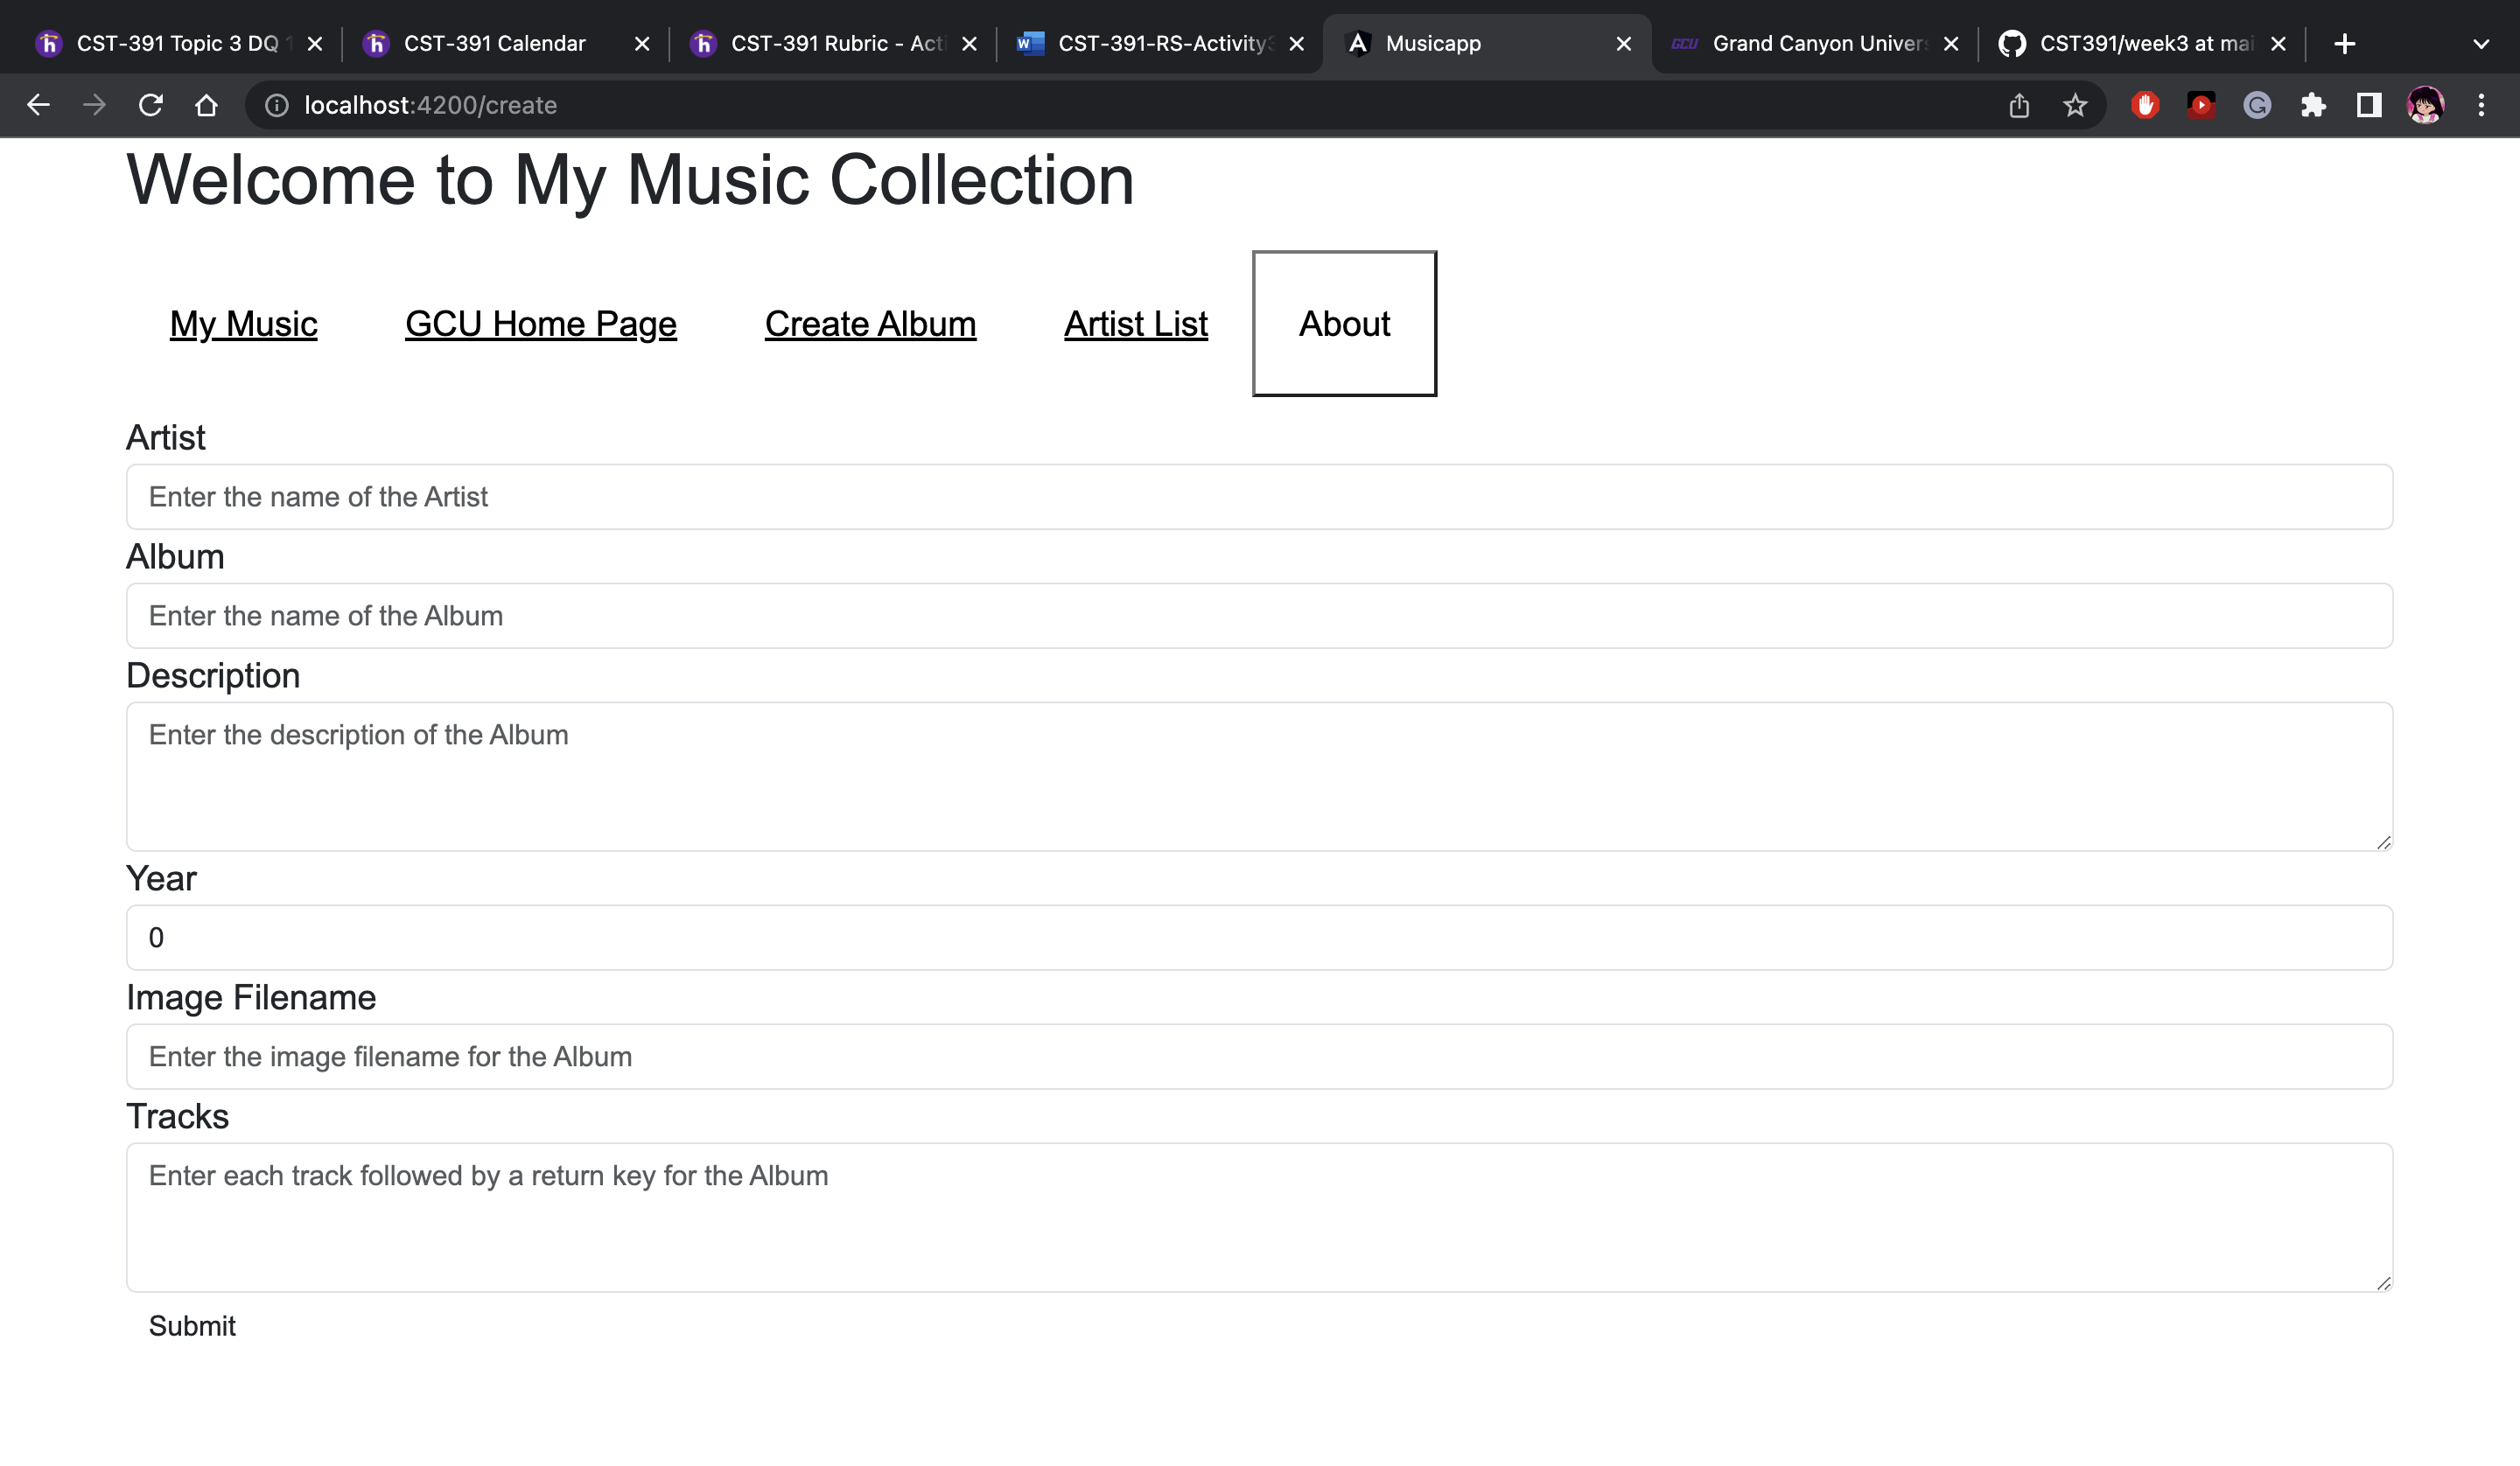 CST-391 Topic 3 DQ 1
CST-391 Calendar
CST-391 Rubric - Acti
CST-391-RS-Activity3
Musicapp
GCU
Grand Canyon Univers
CST391/week3 at mai
localhost:4200/create
Welcome to My Music Collection
My Music GCU Home Page Create Album Artist List About
Artist
Enter the name of the Artist
Album
Enter the name of the Album
Description
Enter the description of the Album
Year
0
Image Filename
Enter the image filename for the Album
Tracks
Enter each track followed by a return key for the Album
Submit